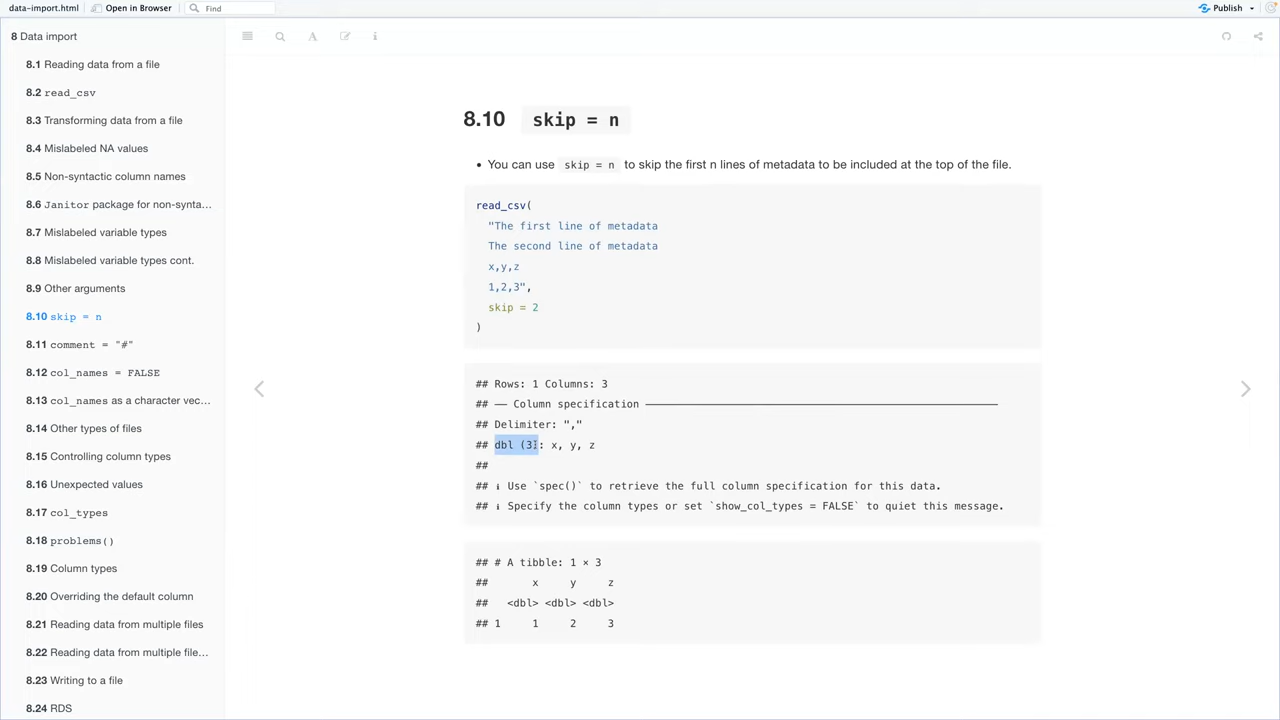 data-import.html Open in Browser Find Publish
8 Data import
8.1 Reading data from a file
8.2 read_csv
8.3 Transforming data from a file
8.4 Mislabeled NA values
8.5 Non-syntactic column names
8.6 Janitor package for non-synta...
8.7 Mislabeled variable types
8.8 Mislabeled variable types cont.
8.9 Other arguments
8.10 skip = n
8.11 comment = "#"
8.12 col_names = FALSE
8.13 col_names as a character vec...
8.14 Other types of files
8.15 Controlling column types
8.16 Unexpected values
8.17 col_types
8.18 problems()
8.19 Column types
8.20 Overriding the default column
8.21 Reading data from multiple files
8.22 Reading data from multiple file...
8.23 Writing to a file
8.24 RDS
8.10 skip = n
• You can use skip = n to skip the first n lines of metadata to be included at the top of the file.
read_csv(
"The first line of metadata
The second line of metadata
x,y,z
1,2,3",
skip = 2
)
## Rows: 1 Columns: 3
## ── Column specification ────────────────────────────────────────────────────────
## Delimiter: ","
## dbl (3): x, y, z
##
## ℹ Use `spec()` to retrieve the full column specification for this data.
## ℹ Specify the column types or set `show_col_types = FALSE` to quiet this message.
## # A tibble: 1 × 3
## x y z
## <dbl> <dbl> <dbl>
## 1 1 2 3